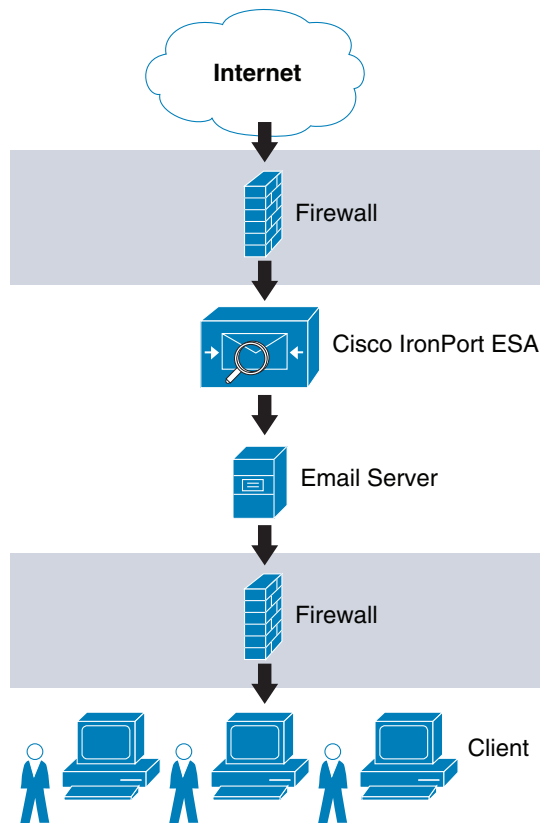 Internet
Firewall
Cisco IronPort ESA
Email Server
Firewall
Client